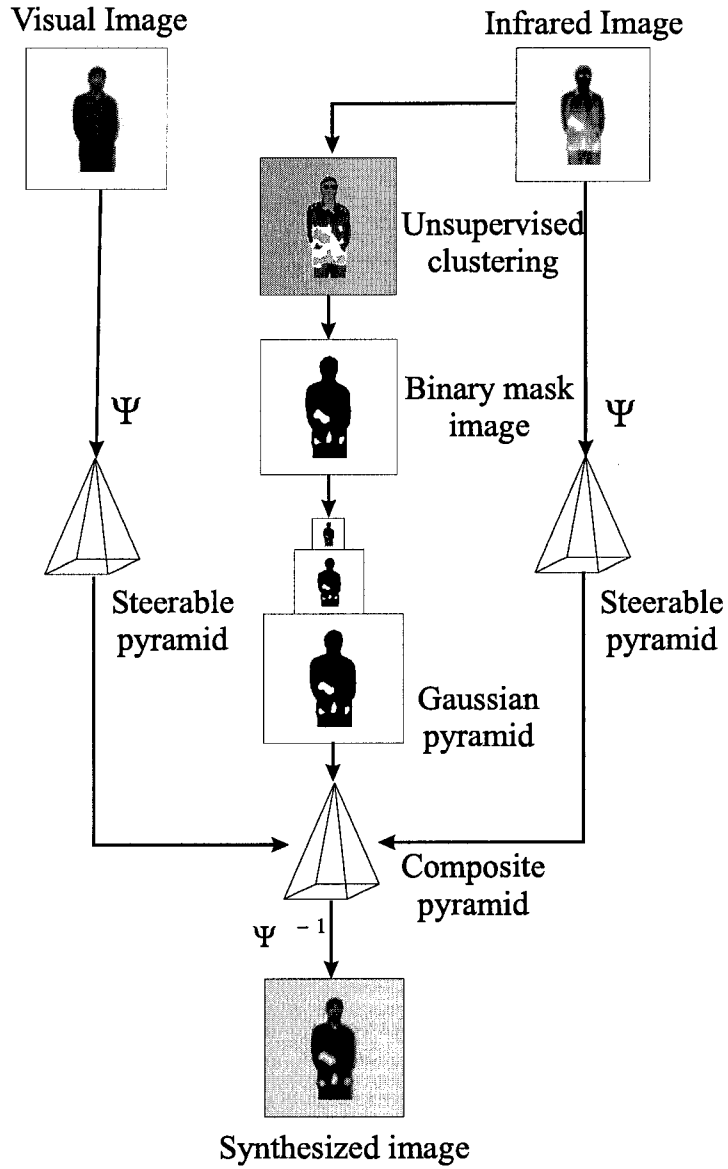 Visual Image
Infrared Image
Unsupervised
clustering
Binary mask
image
Ψ
Ψ
Steerable
pyramid
Steerable
pyramid
Gaussian
pyramid
Composite
pyramid
Ψ⁻¹
Synthesized image